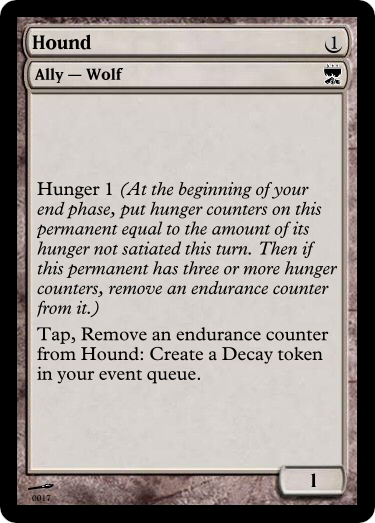 Hound 1
Ally — Wolf
Hunger 1 (At the beginning of your
end phase, put hunger counters on this
permanent equal to the amount of its
hunger not satiated this turn. Then if
this permanent has three or more hunger
counters, remove an endurance counter
from it.)
Tap, Remove an endurance counter
from Hound: Create a Decay token
in your event queue.
1
0017